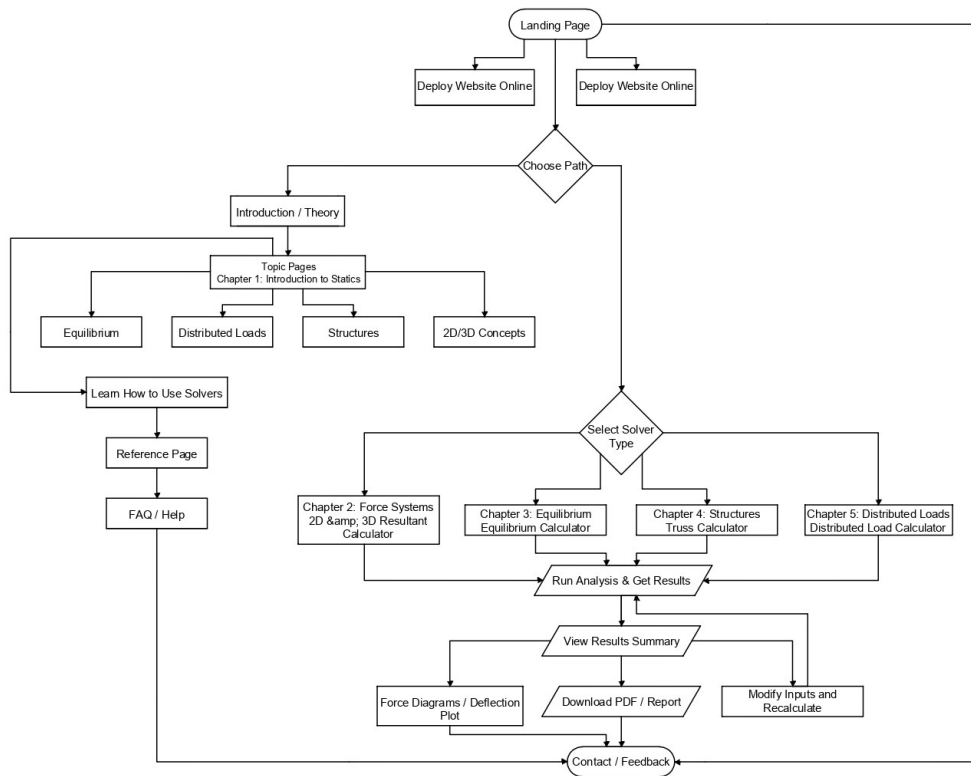 Landing Page
Deploy Website Online
Deploy Website Online
Choose Path
Introduction / Theory
Topic Pages
Chapter 1: Introduction to Statics
Equilibrium
Distributed Loads
Structures
2D/3D Concepts
Learn How to Use Solvers
Reference Page
FAQ / Help
Select Solver
Type
Chapter 2: Force Systems
2D &amp; 3D Resultant
Calculator
Chapter 3: Equilibrium
Equilibrium Calculator
Chapter 4: Structures
Truss Calculator
Chapter 5: Distributed Loads
Distributed Load Calculator
Run Analysis & Get Results
View Results Summary
Force Diagrams / Deflection
Plot
Download PDF / Report
Modify Inputs and
Recalculate
Contact / Feedback